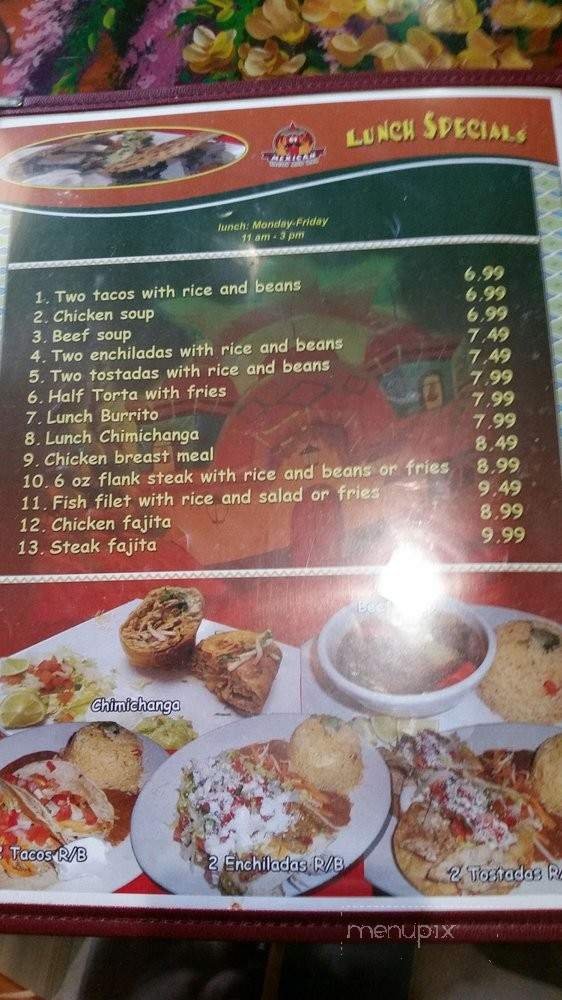 LUNCH SPECIALS
MEXICAN
lunch: Monday-Friday
11 am - 3 pm
1. Two tacos with rice and beans 6.99
2. Chicken soup 6.99
3. Beef soup 6.99
4. Two enchiladas with rice and beans 7.49
5. Two tostadas with rice and beans 7.49
6. Half Torta with fries 7.99
7. Lunch Burrito 7.99
8. Lunch Chimichanga 7.99
9. Chicken breast meal 8.49
10. 6 oz flank steak with rice and beans or fries 8.99
11. Fish filet with rice and salad or fries 9.49
12. Chicken fajita 8.99
13. Steak fajita 9.99
Chimichanga
Tacos R/B
2 Enchiladas R/B
2 Tostadas R/
menupix